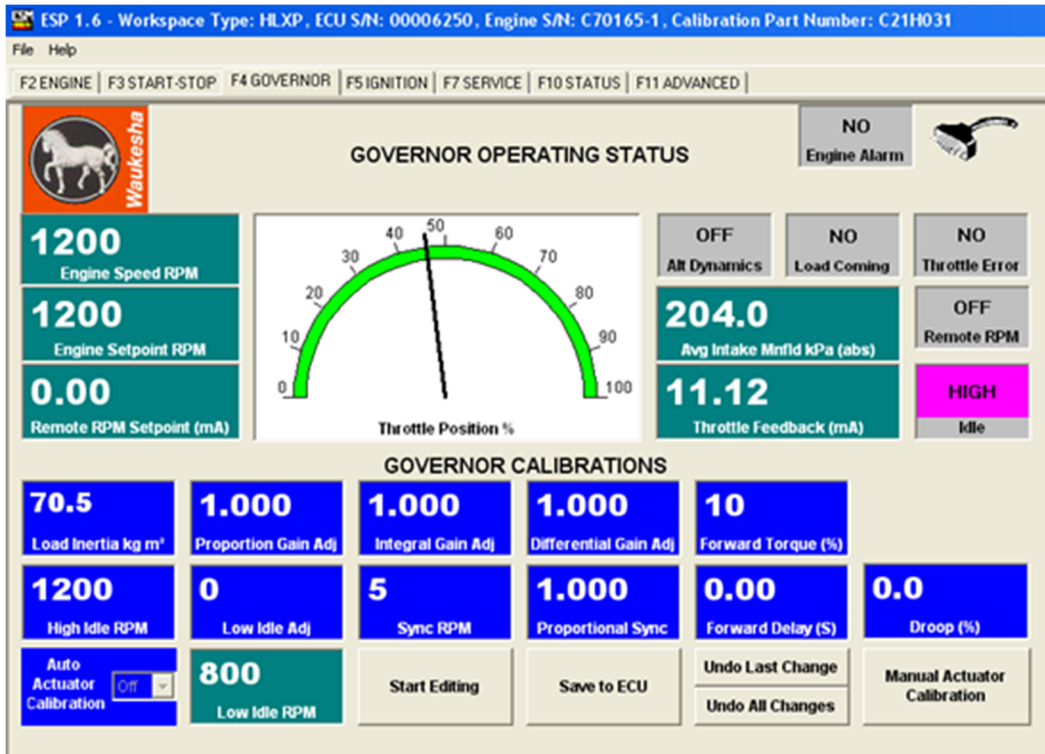 ESP 1.6 - Workspace Type: HLXP, ECU S/N: 00006250, Engine S/N: C70165-1, Calibration Part Number: C21H031
File Help
F2 ENGINE F3 START-STOP F4 GOVERNOR F5 IGNITION F7 SERVICE F10 STATUS F11 ADVANCED
Waukesha
GOVERNOR OPERATING STATUS
NO
Engine Alarm
1200
Engine Speed RPM
1200
Engine Setpoint RPM
0.00
Remote RPM Setpoint (mA)
0 10 20 30 40 50 60 70 80 90 100
Throttle Position %
OFF
Alt Dynamics
NO
Load Coming
NO
Throttle Error
204.0
Avg Intake Mnfld kPa (abs)
OFF
Remote RPM
11.12
Throttle Feedback (mA)
HIGH
Idle
GOVERNOR CALIBRATIONS
70.5
Load Inertia kg m²
1.000
Proportion Gain Adj
1.000
Integral Gain Adj
1.000
Differential Gain Adj
10
Forward Torque (%)
1200
High Idle RPM
0
Low Idle Adj
5
Sync RPM
1.000
Proportional Sync
0.00
Forward Delay (S)
0.0
Droop (%)
Auto
Actuator
Calibration
Off
800
Low Idle RPM
Start Editing
Save to ECU
Undo Last Change
Undo All Changes
Manual Actuator
Calibration